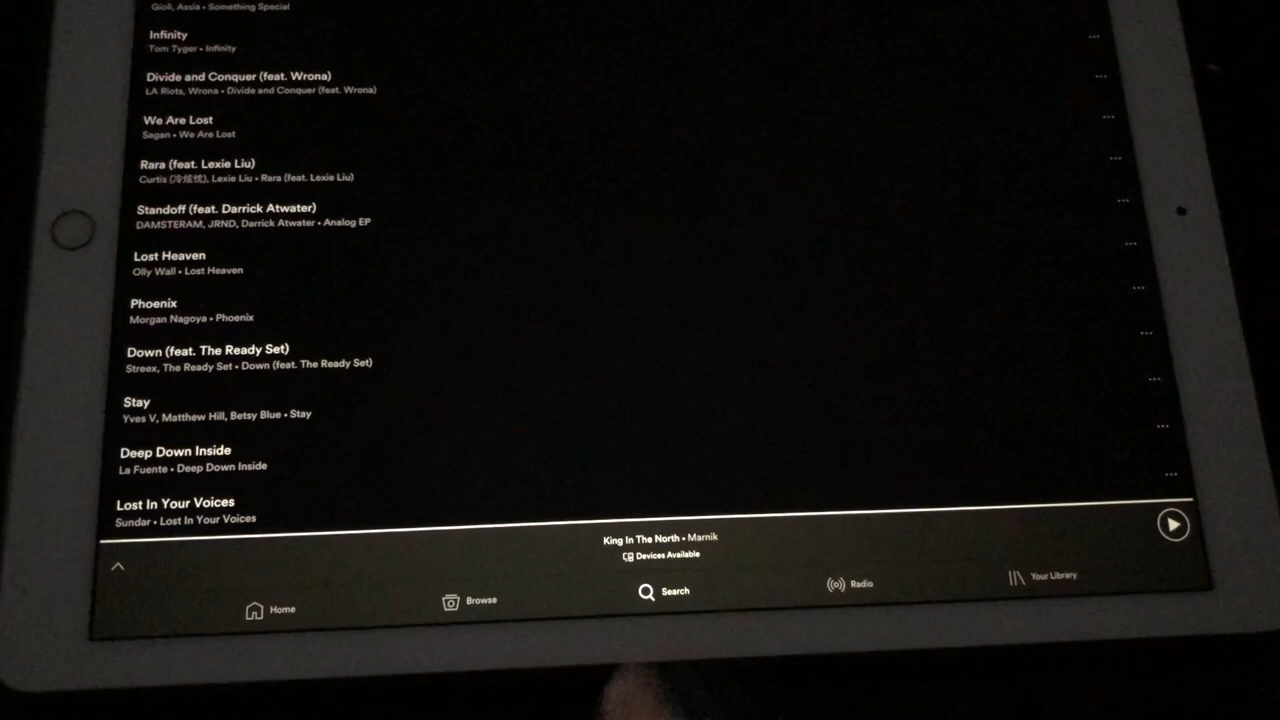 Gioli, Assia • Something Special
Infinity
Tom Tyger • Infinity
Divide and Conquer (feat. Wrona)
LA Riots, Wrona • Divide and Conquer (feat. Wrona)
We Are Lost
Sagan • We Are Lost
Rara (feat. Lexie Liu)
Curtis (冷炫忱), Lexie Liu • Rara (feat. Lexie Liu)
Standoff (feat. Darrick Atwater)
DAMSTERAM, JRND, Darrick Atwater • Analog EP
Lost Heaven
Olly Wall • Lost Heaven
Phoenix
Morgan Nagoya • Phoenix
Down (feat. The Ready Set)
Streex, The Ready Set • Down (feat. The Ready Set)
Stay
Yves V, Matthew Hill, Betsy Blue • Stay
Deep Down Inside
La Fuente • Deep Down Inside
Lost In Your Voices
Sundar • Lost In Your Voices
King In The North • Marnik
Devices Available
Home
Browse
Search
Radio
Your Library